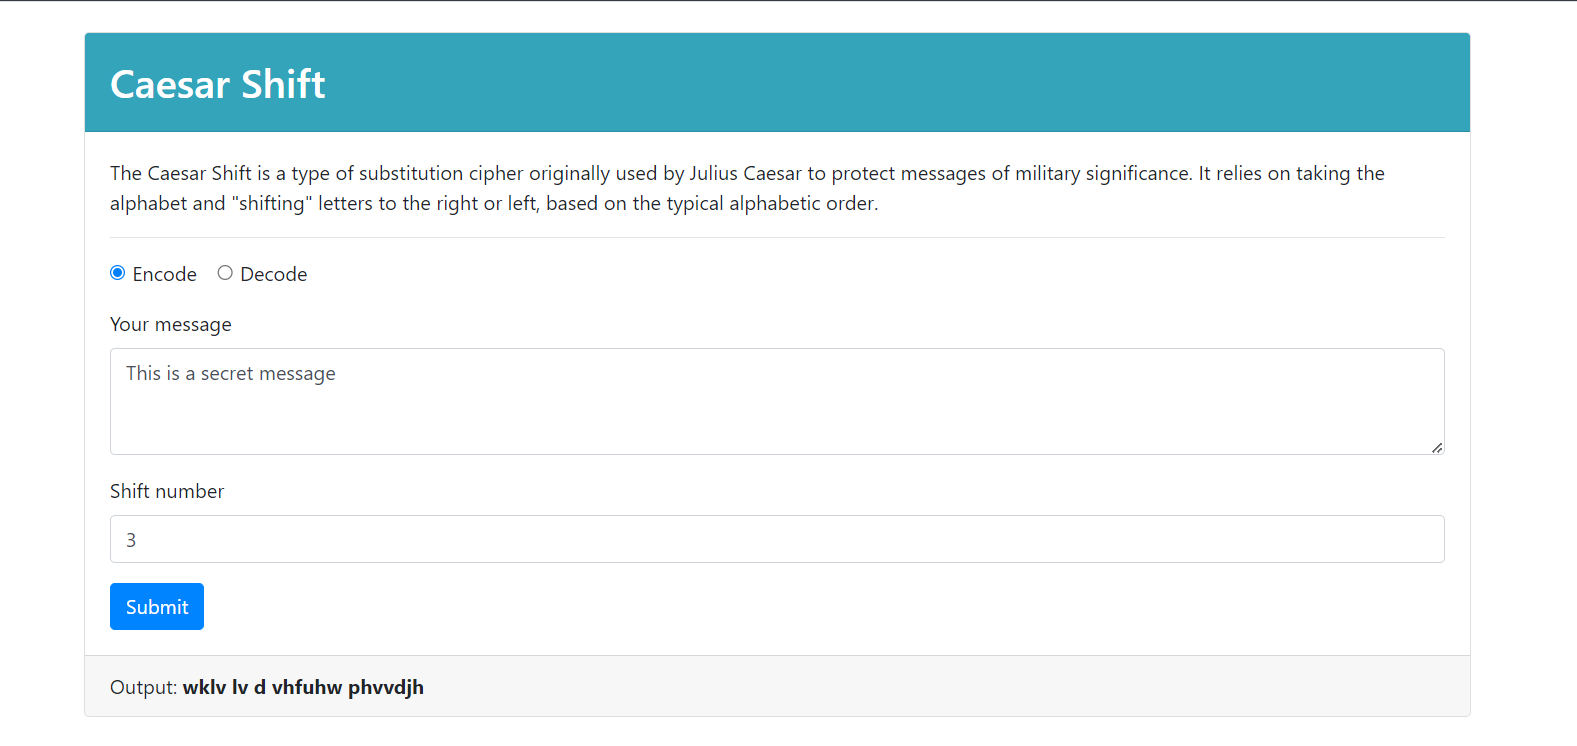 Caesar Shift
The Caesar Shift is a type of substitution cipher originally used by Julius Caesar to protect messages of military significance. It relies on taking the
alphabet and "shifting" letters to the right or left, based on the typical alphabetic order.
Encode Decode
Your message
This is a secret message
Shift number
3
Submit
Output: wklv lv d vhfuhw phvvdjh